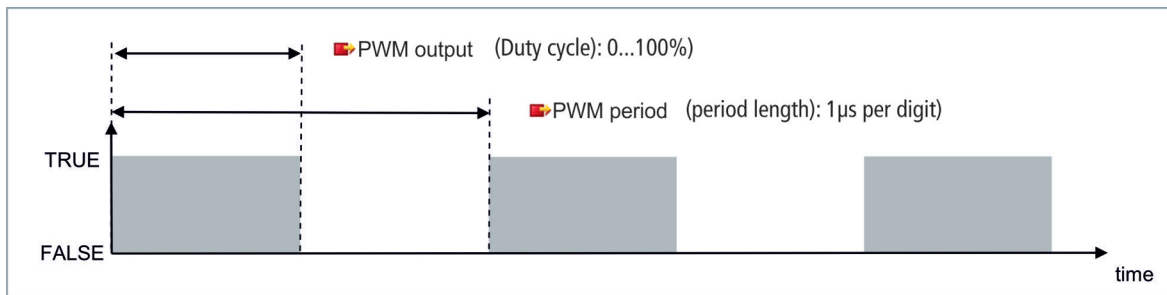 PWM output (Duty cycle): 0...100%)
PWM period (period length): 1µs per digit)
TRUE
FALSE
time